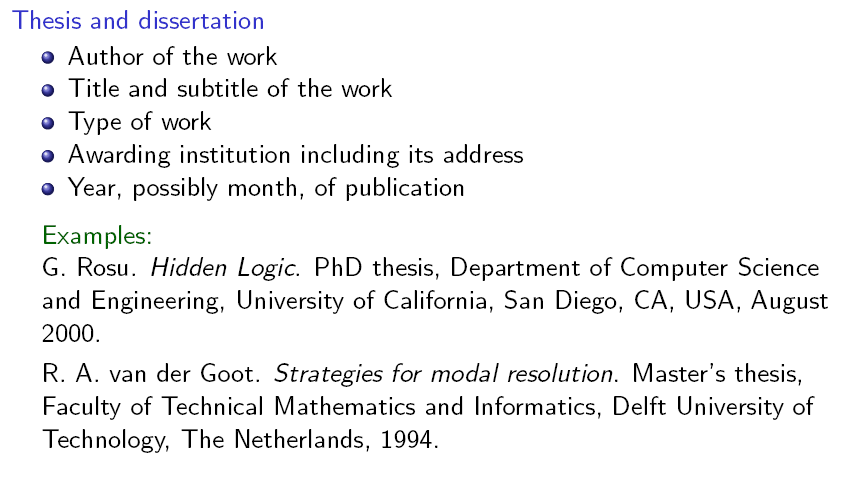 Thesis and dissertation
Author of the work
Title and subtitle of the work
Type of work
Awarding institution including its address
Year, possibly month, of publication
Examples:
G. Rosu. Hidden Logic. PhD thesis, Department of Computer Science
and Engineering, University of California, San Diego, CA, USA, August
2000.
R. A. van der Goot. Strategies for modal resolution. Master's thesis,
Faculty of Technical Mathematics and Informatics, Delft University of
Technology, The Netherlands, 1994.